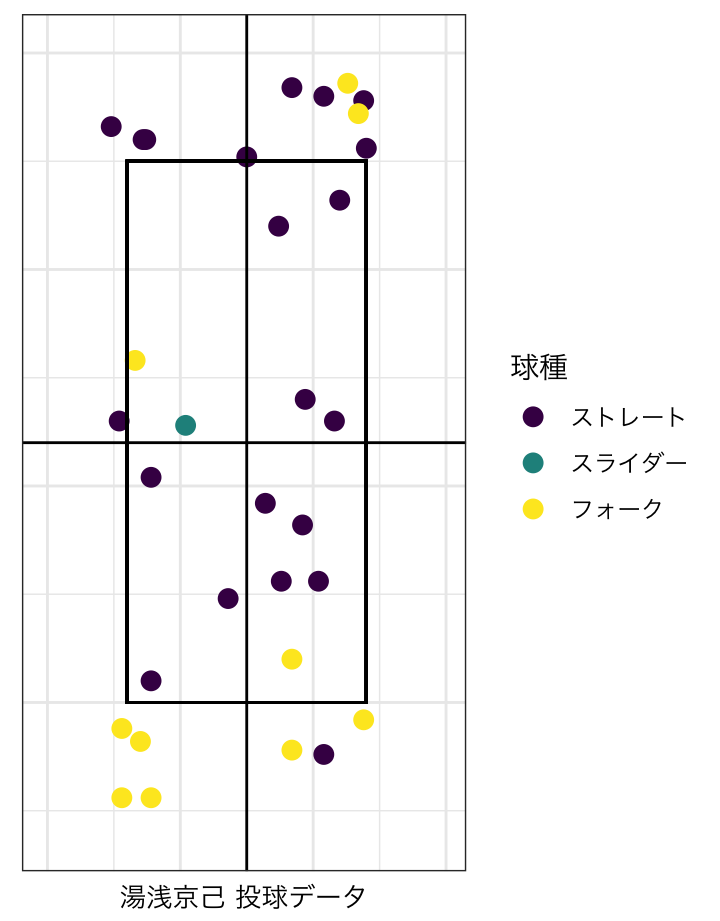 球種
ストレート
スライダー
フォーク
湯浅京己 投球データ